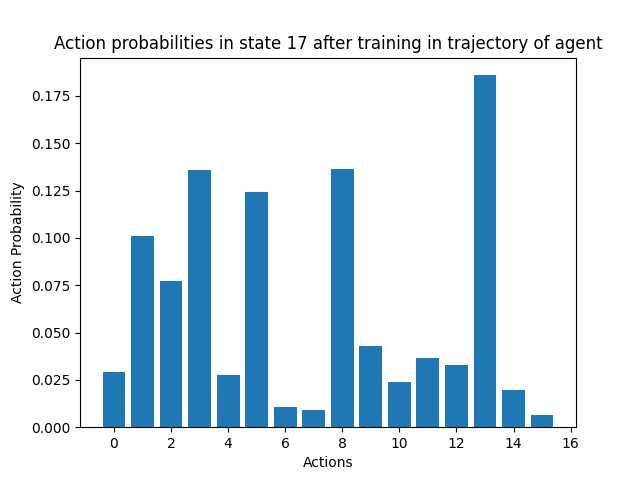 Action probabilities in state 17 after training in trajectory of agent
0.175
0.150
0.125
0.100
0.075
0.050
0.025
0.000
Action Probability
0 2 4 6 8 10 12 14 16
Actions